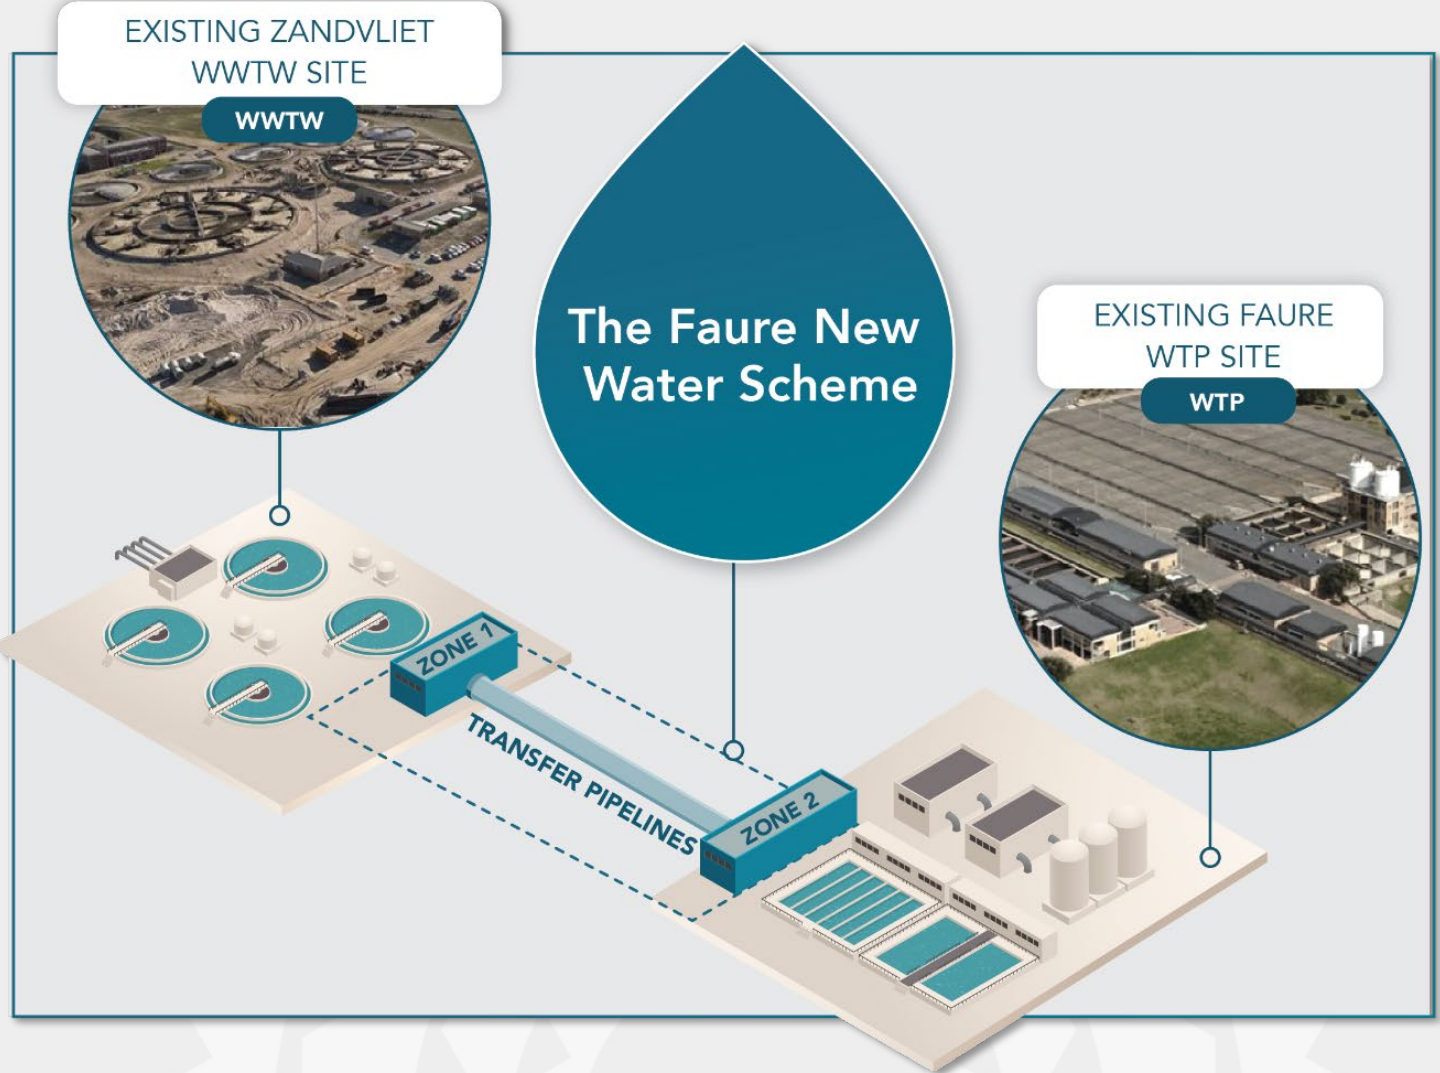 EXISTING ZANDVLIET
WWTW SITE
WWTW
The Faure New
Water Scheme
EXISTING FAURE
WTP SITE
WTP
ZONE 1
TRANSFER PIPELINES
ZONE 2